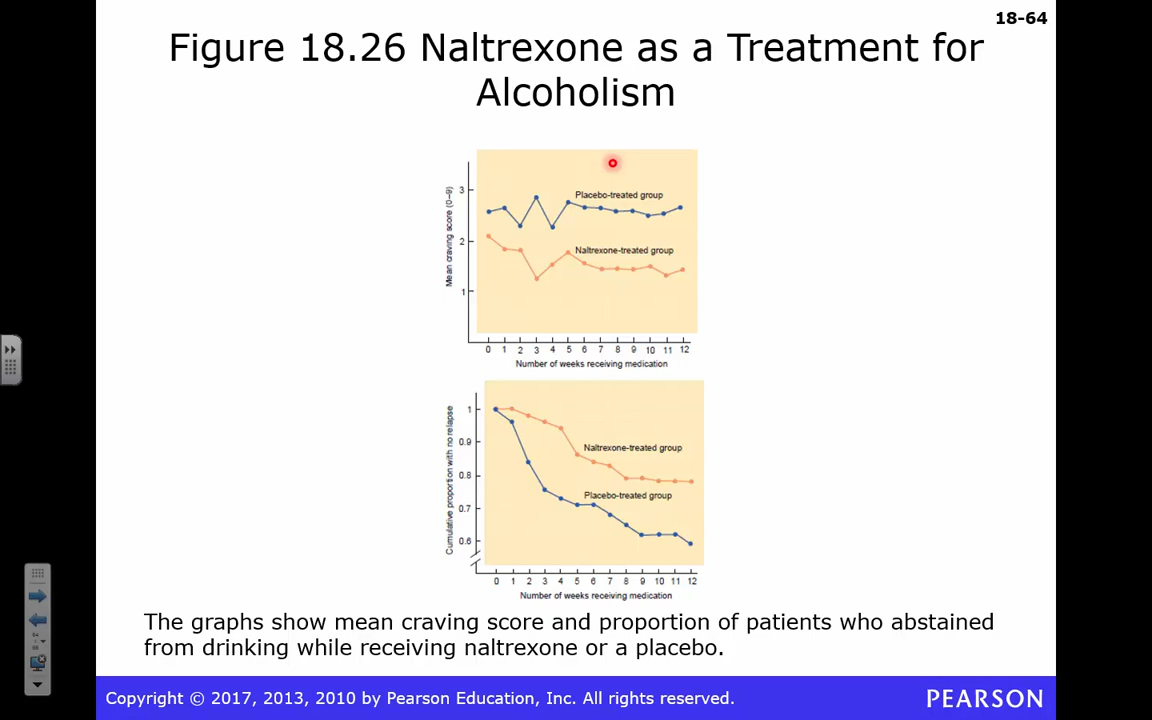 18-64
Figure 18.26 Naltrexone as a Treatment for
Alcoholism
Mean craving score (0–9)
3
2
1
Placebo-treated group
Naltrexone-treated group
0 1 2 3 4 5 6 7 8 9 10 11 12
Number of weeks receiving medication
Cumulative proportion with no relapse
1
0.9
0.8
0.7
0.6
Naltrexone-treated group
Placebo-treated group
0 1 2 3 4 5 6 7 8 9 10 11 12
Number of weeks receiving medication
The graphs show mean craving score and proportion of patients who abstained
from drinking while receiving naltrexone or a placebo.
Copyright © 2017, 2013, 2010 by Pearson Education, Inc. All rights reserved.
PEARSON